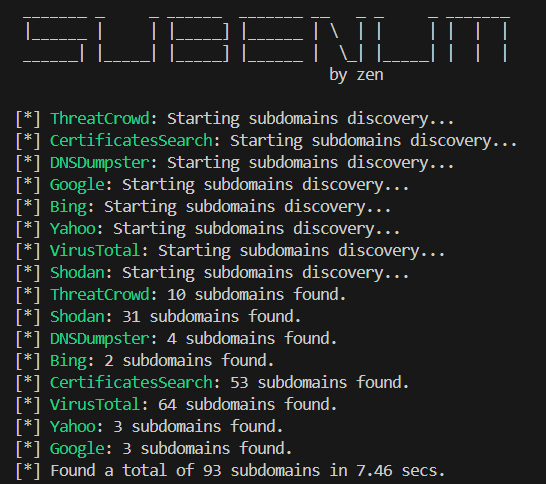 SUBENUM
by zen
[*] ThreatCrowd: Starting subdomains discovery...
[*] CertificatesSearch: Starting subdomains discovery...
[*] DNSDumpster: Starting subdomains discovery...
[*] Google: Starting subdomains discovery...
[*] Bing: Starting subdomains discovery...
[*] Yahoo: Starting subdomains discovery...
[*] VirusTotal: Starting subdomains discovery...
[*] Shodan: Starting subdomains discovery...
[*] ThreatCrowd: 10 subdomains found.
[*] Shodan: 31 subdomains found.
[*] DNSDumpster: 4 subdomains found.
[*] Bing: 2 subdomains found.
[*] CertificatesSearch: 53 subdomains found.
[*] VirusTotal: 64 subdomains found.
[*] Yahoo: 3 subdomains found.
[*] Google: 3 subdomains found.
[*] Found a total of 93 subdomains in 7.46 secs.